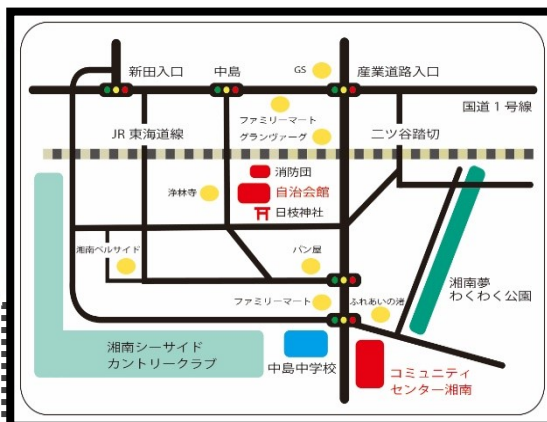 新田入口
中島
GS
産業道路入口
国道1号線
ファミリーマート
JR 東海道線
グランヴァーグ
二ツ谷踏切
消防団
浄林寺
自治会館
日枝神社
湘南ベルサイド
パン屋
湘南夢
わくわく公園
ファミリーマート
ふれあいの渚
湘南シーサイド
カントリークラブ
中島中学校
コミュニティ
センター湘南